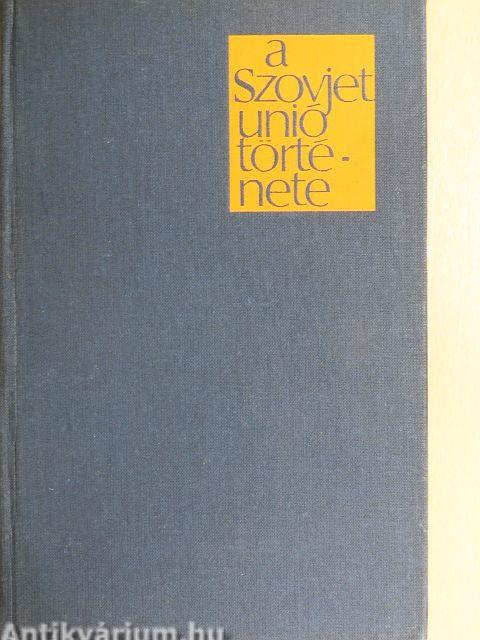 a
Szovjet
unió
törté-
nete
Antikvárium.hu